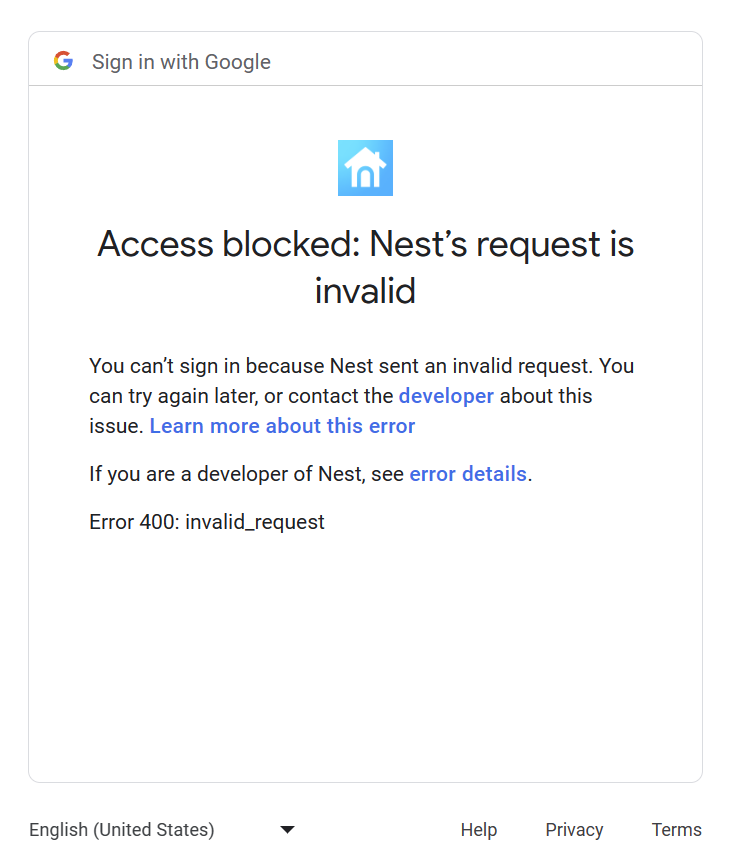 Sign in with Google
Access blocked: Nest’s request is
invalid
You can’t sign in because Nest sent an invalid request. You
can try again later, or contact the developer about this
issue. Learn more about this error
If you are a developer of Nest, see error details.
Error 400: invalid_request
English (United States) Help Privacy Terms